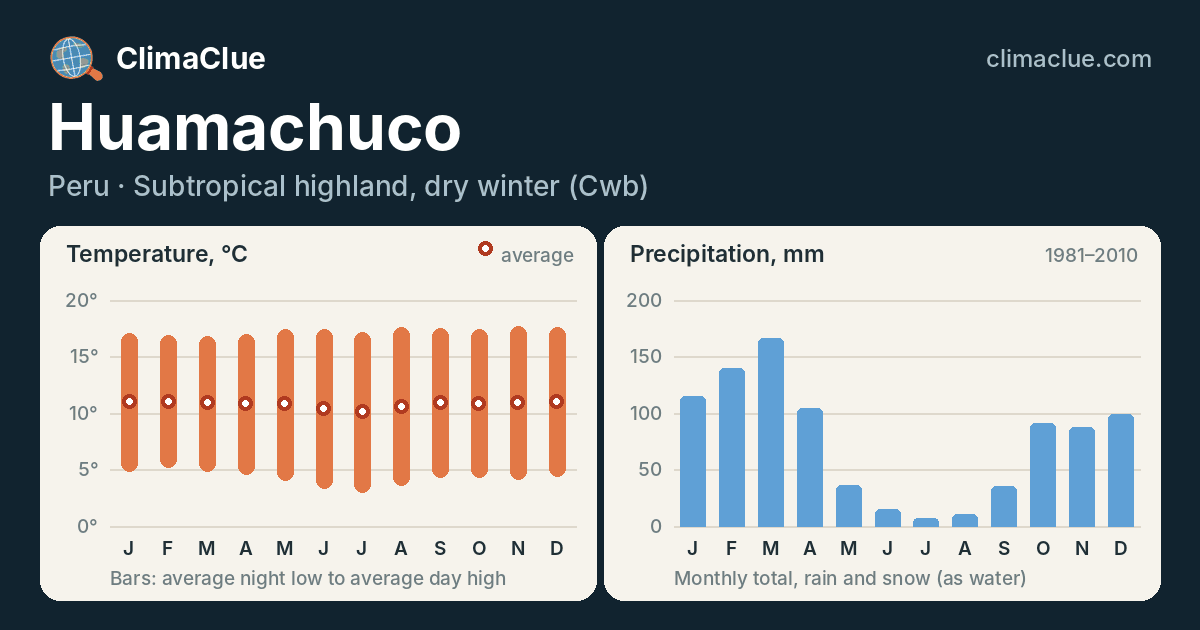 ClimaClue
climaclue.com
Huamachuco
Peru · Subtropical highland, dry winter (Cwb)
Temperature, °C
average
20°
15°
10°
5°
0°
J F M A M J J A S O N D
Bars: average night low to average day high
Precipitation, mm
1981–2010
200
150
100
50
0
J F M A M J J A S O N D
Monthly total, rain and snow (as water)